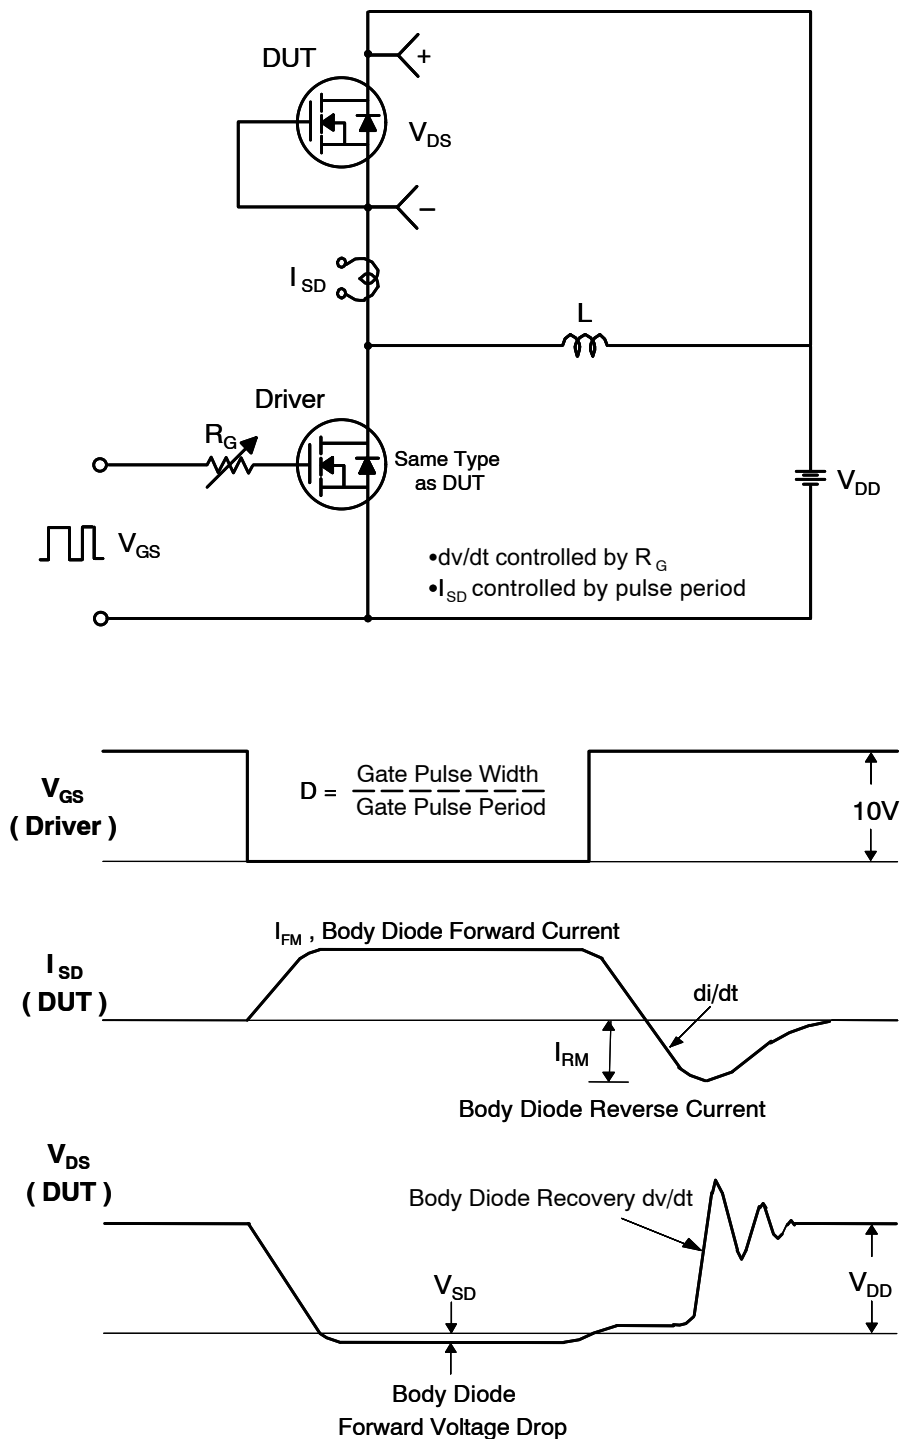 DUT
+
V_DS
−
I_SD
L
Driver
R_G
Same Type
as DUT
V_DD
V_GS
•dv/dt controlled by R_G
•I_SD controlled by pulse period
V_GS
( Driver )
D = Gate Pulse Width
Gate Pulse Period
10V
I_FM , Body Diode Forward Current
I_SD
( DUT )
di/dt
I_RM
Body Diode Reverse Current
V_DS
( DUT )
Body Diode Recovery dv/dt
V_SD
V_DD
Body Diode
Forward Voltage Drop